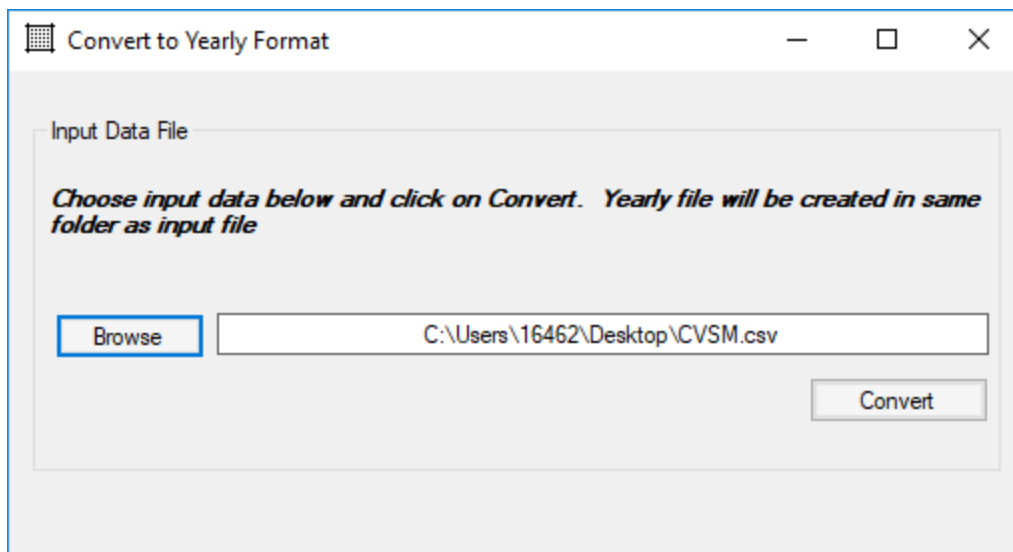 Convert to Yearly Format
Input Data File
Choose input data below and click on Convert.  Yearly file will be created in same
folder as input file
Browse
C:\Users\16462\Desktop\CVSM.csv
Convert